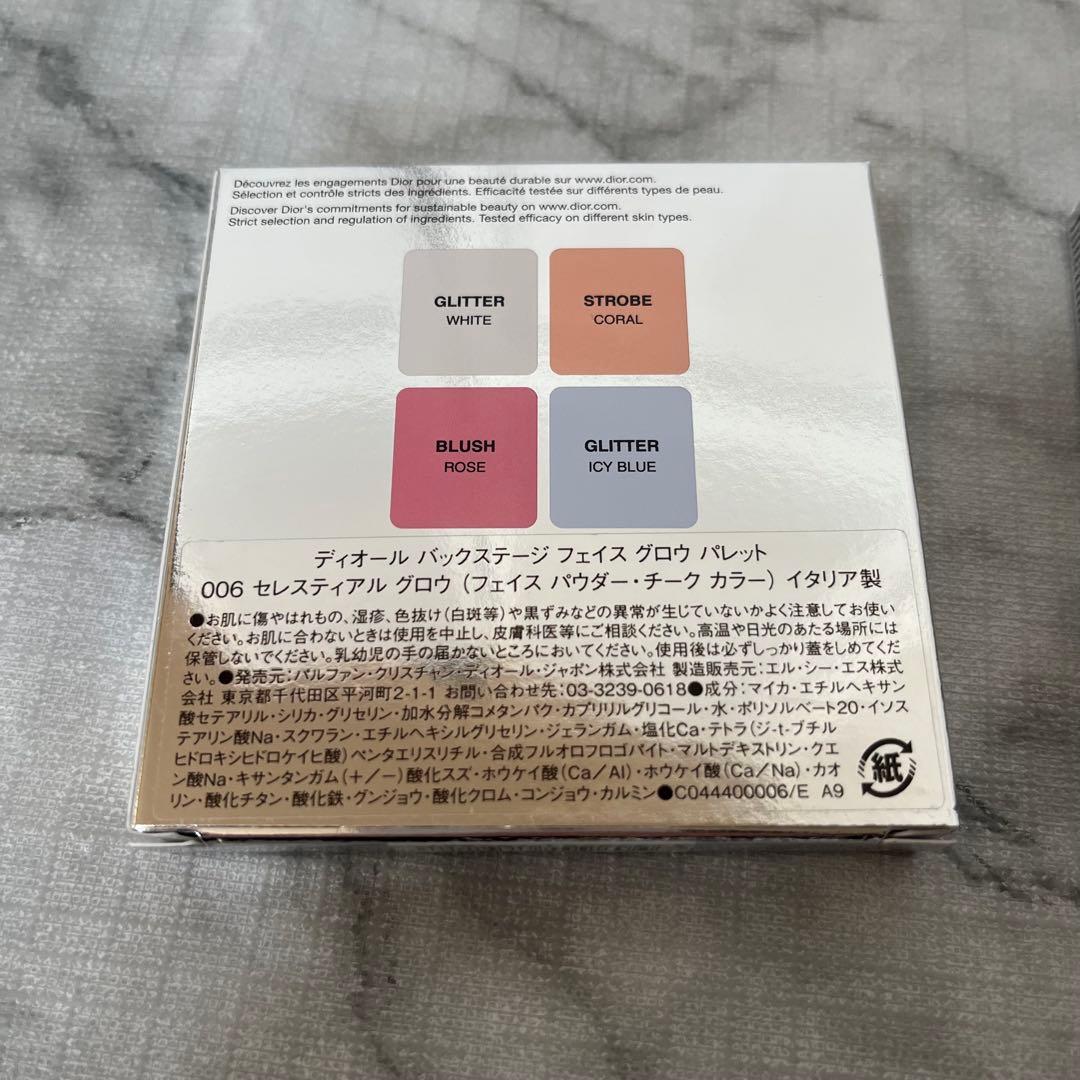 Découvrez les engagements Dior pour une beauté durable sur www.dior.com.
Sélection et contrôle stricts des ingrédients. Efficacité testée sur différents types de peau.
Discover Dior's commitments for sustainable beauty on www.dior.com.
Strict selection and regulation of ingredients. Tested efficacy on different skin types.
GLITTER
WHITE
STROBE
CORAL
BLUSH
ROSE
GLITTER
ICY BLUE
ディオール バックステージ フェイス グロウ パレット
006 セレスティアル グロウ (フェイス パウダー・チーク カラー) イタリア製
●お肌に傷やはれもの、湿疹、色抜け(白斑等)や黒ずみなどの異常が生じていないかよく注意してお使い
ください。お肌に合わないときは使用を中止し、皮膚科医等にご相談ください。高温や日光のあたる場所には
保管しないでください。乳幼児の手の届かないところにおいてください。使用後は必ずしっかり蓋をしめてくだ
さい。●発売元:パルファン・クリスチャン・ディオール・ジャポン株式会社 製造販売元:エル・シー・エス株式
会社 東京都千代田区平河町2-1-1 お問い合わせ先:03-3239-0618●成分:マイカ・エチルヘキサン
酸セテアリル・シリカ・グリセリン・加水分解コメタンパク・カプリリルグリコール・水・ポリソルベート20・イソス
テアリン酸Na・スクワラン・エチルヘキシルグリセリン・ジェランガム・塩化Ca・テトラ(ジ-t-ブチル
ヒドロキシヒドロケイヒ酸)ペンタエリスリチル・合成フルオロフロゴパイト・マルトデキストリン・クエ
ン酸Na・キサンタンガム(+/-)酸化スズ・ホウケイ酸(Ca/Al)・ホウケイ酸(Ca/Na)・カオ
リン・酸化チタン・酸化鉄・グンジョウ・酸化クロム・コンジョウ・カルミン●C044400006/E A9
紙